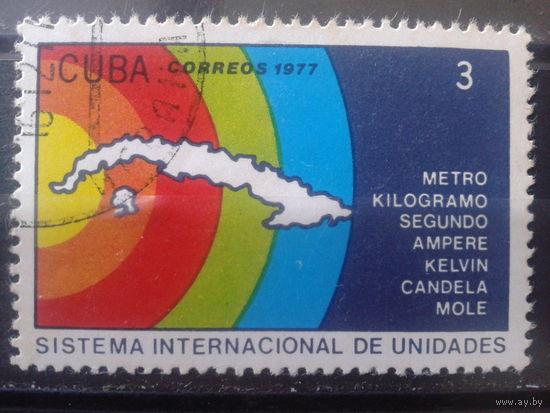 CUBA CORREOS 1977 3
METRO
KILOGRAMO
SEGUNDO
AMPERE
KELVIN
CANDELA
MOLE
SISTEMA INTERNACIONAL DE UNIDADES
www.ay.by